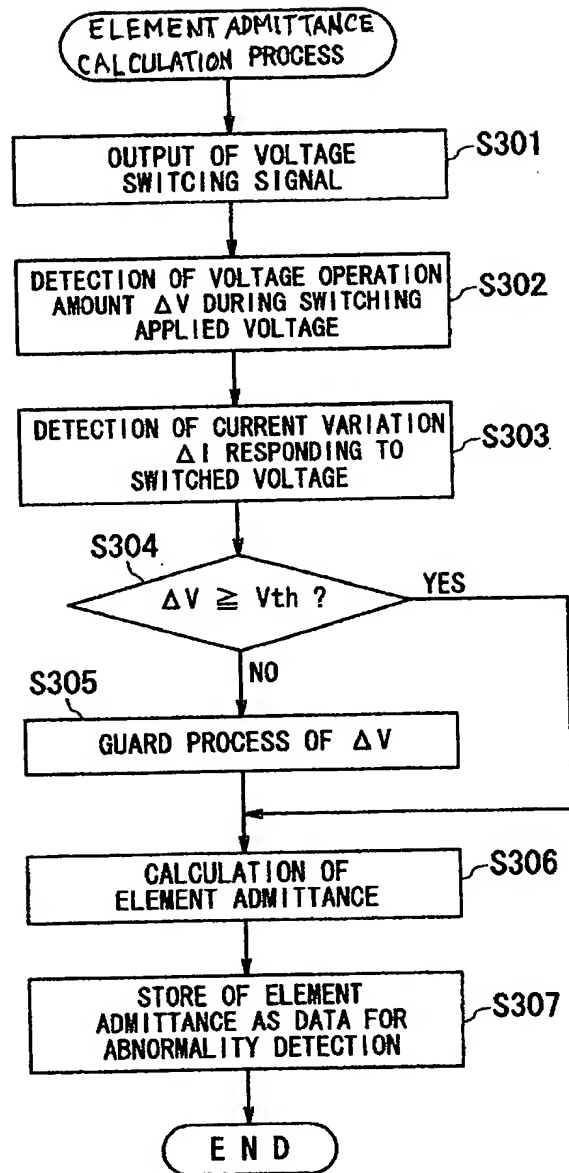 ELEMENT ADMITTANCE
CALCULATION PROCESS
OUTPUT OF VOLTAGE
SWITCING SIGNAL
S301
DETECTION OF VOLTAGE OPERATION
AMOUNT ΔV DURING SWITCHING
APPLIED VOLTAGE
S302
DETECTION OF CURRENT VARIATION
ΔI RESPONDING TO
SWITCHED VOLTAGE
S303
S304
ΔV ≧ Vth ?
YES
NO
S305
GUARD PROCESS OF ΔV
CALCULATION OF
ELEMENT ADMITTANCE
S306
STORE OF ELEMENT
ADMITTANCE AS DATA FOR
ABNORMALITY DETECTION
S307
END